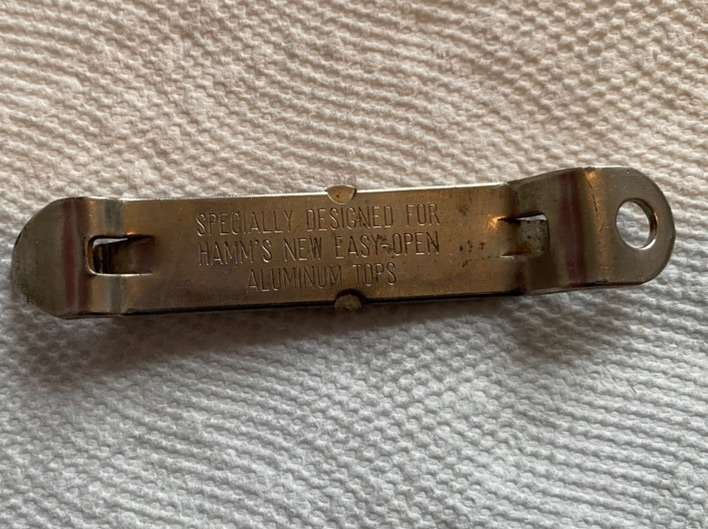 SPECIALLY DESIGNED FOR
HAMM'S NEW EASY-OPEN
ALUMINUM TOPS